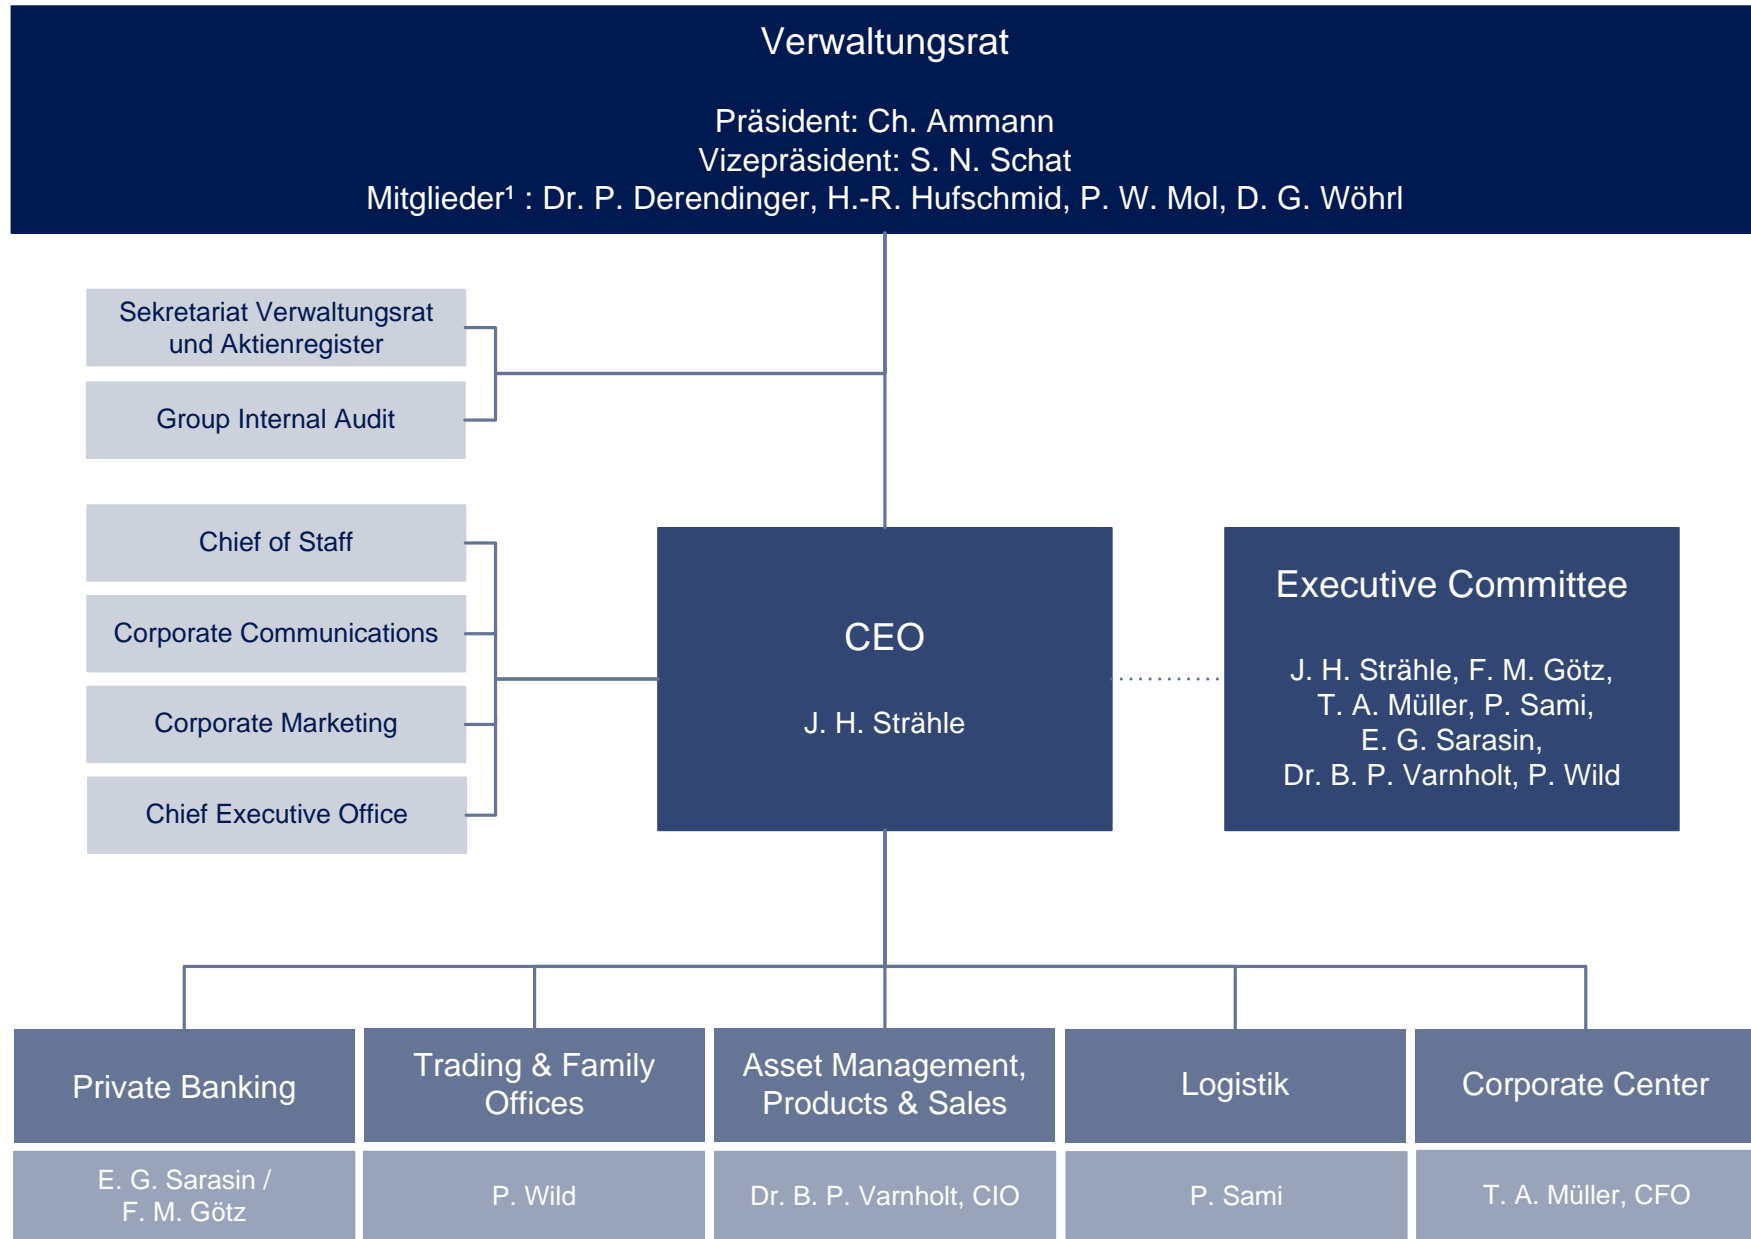 Verwaltungsrat
Präsident: Ch. Ammann
Vizepräsident: S. N. Schat
Mitglieder¹ : Dr. P. Derendinger, H.-R. Hufschmid, P. W. Mol, D. G. Wöhrl
Sekretariat Verwaltungsrat
und Aktienregister
Group Internal Audit
Chief of Staff
Corporate Communications
Corporate Marketing
Chief Executive Office
CEO
J. H. Strähle
Executive Committee
J. H. Strähle, F. M. Götz,
T. A. Müller, P. Sami,
E. G. Sarasin,
Dr. B. P. Varnholt, P. Wild
Private Banking
E. G. Sarasin /
F. M. Götz
Trading & Family
Offices
P. Wild
Asset Management,
Products & Sales
Dr. B. P. Varnholt, CIO
Logistik
P. Sami
Corporate Center
T. A. Müller, CFO